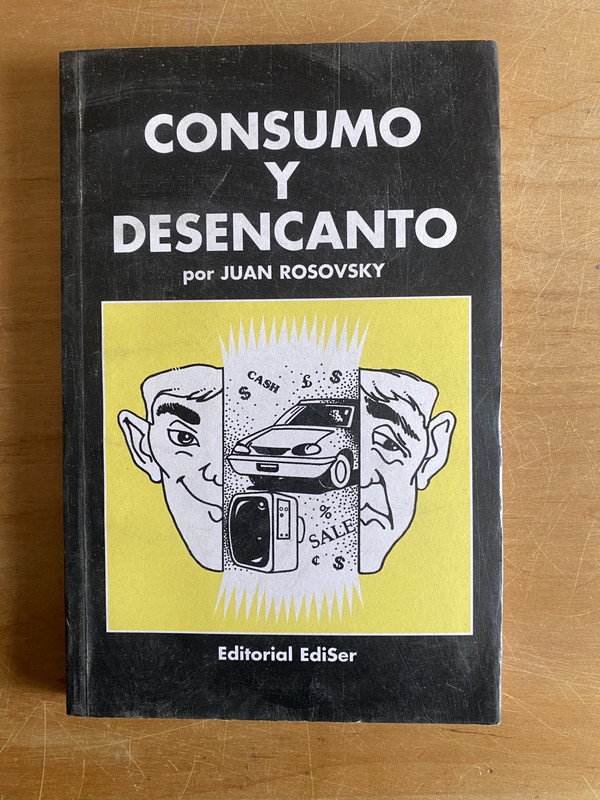 CONSUMO
Y
DESENCANTO
por JUAN ROSOVSKY
CASH £ $
$
%
SALE
¢ $
Editorial EdiSer